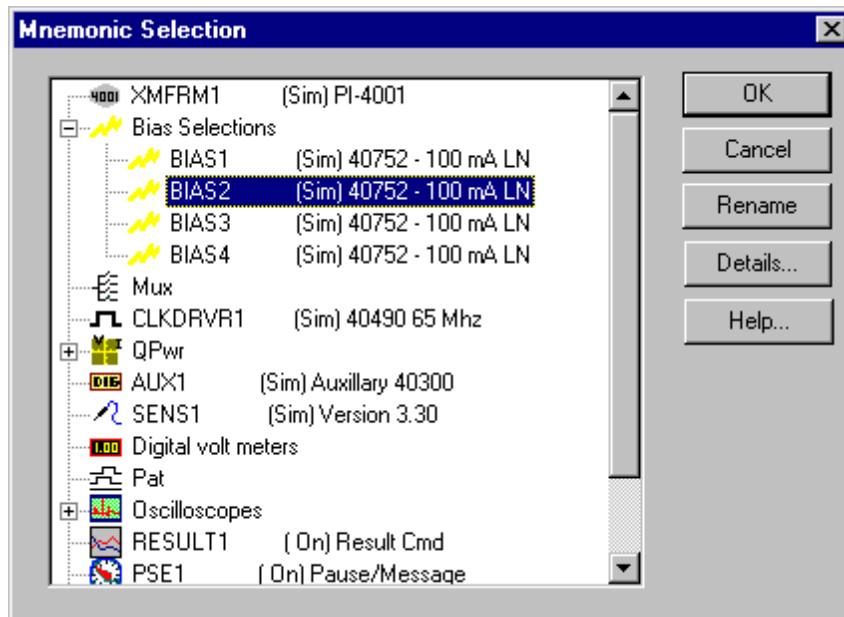 Mnemonic Selection
4001 XMFRM1 (Sim) PI-4001
Bias Selections
BIAS1 (Sim) 40752 - 100 mA LN
BIAS2 (Sim) 40752 - 100 mA LN
BIAS3 (Sim) 40752 - 100 mA LN
BIAS4 (Sim) 40752 - 100 mA LN
Mux
CLKDRVR1 (Sim) 40490 65 Mhz
QPwr
DIG AUX1 (Sim) Auxillary 40300
SENS1 (Sim) Version 3.30
1.00 Digital volt meters
Pat
Oscilloscopes
RESULT1 ( On) Result Cmd
PSE1 ( On) Pause/Message
OK
Cancel
Rename
Details...
Help...